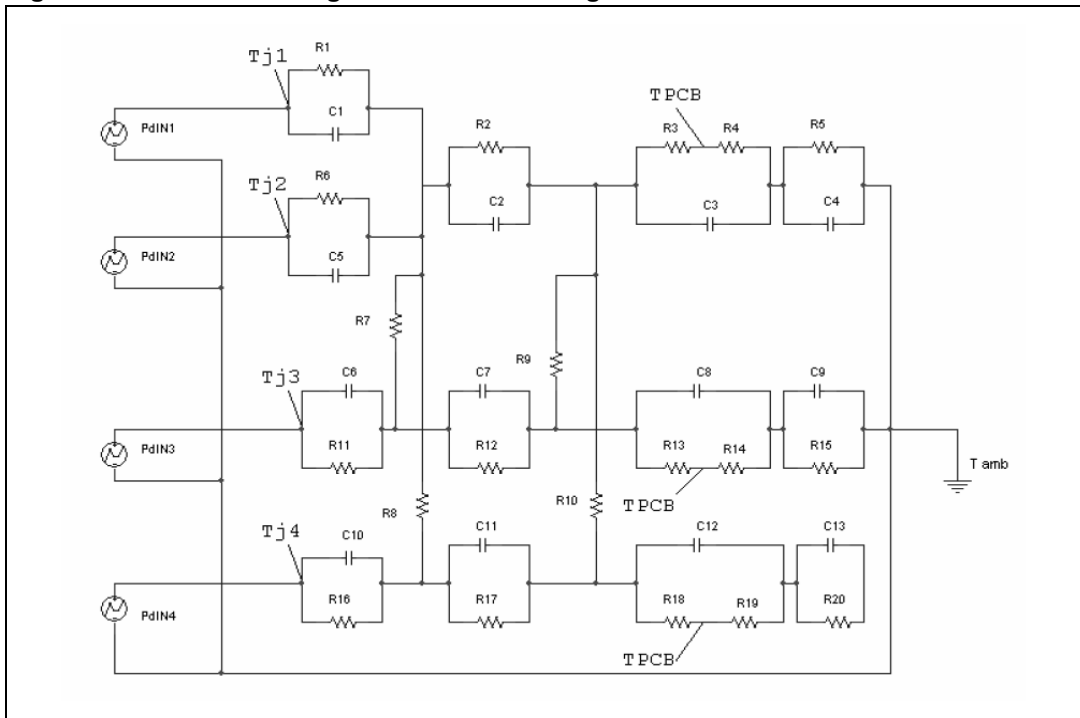 R1
Tj1
C1
PdIN1
TPCB
R2
R3
R4
R5
R6
Tj2
C2
C3
C4
C5
PdIN2
R7
R9
C6
C7
C8
C9
Tj3
R11
R12
R13
R14
R15
PdIN3
T amb
TPCB
R8
R10
Tj4
C10
C11
C12
C13
R16
R17
R18
R19
R20
PdIN4
TPCB